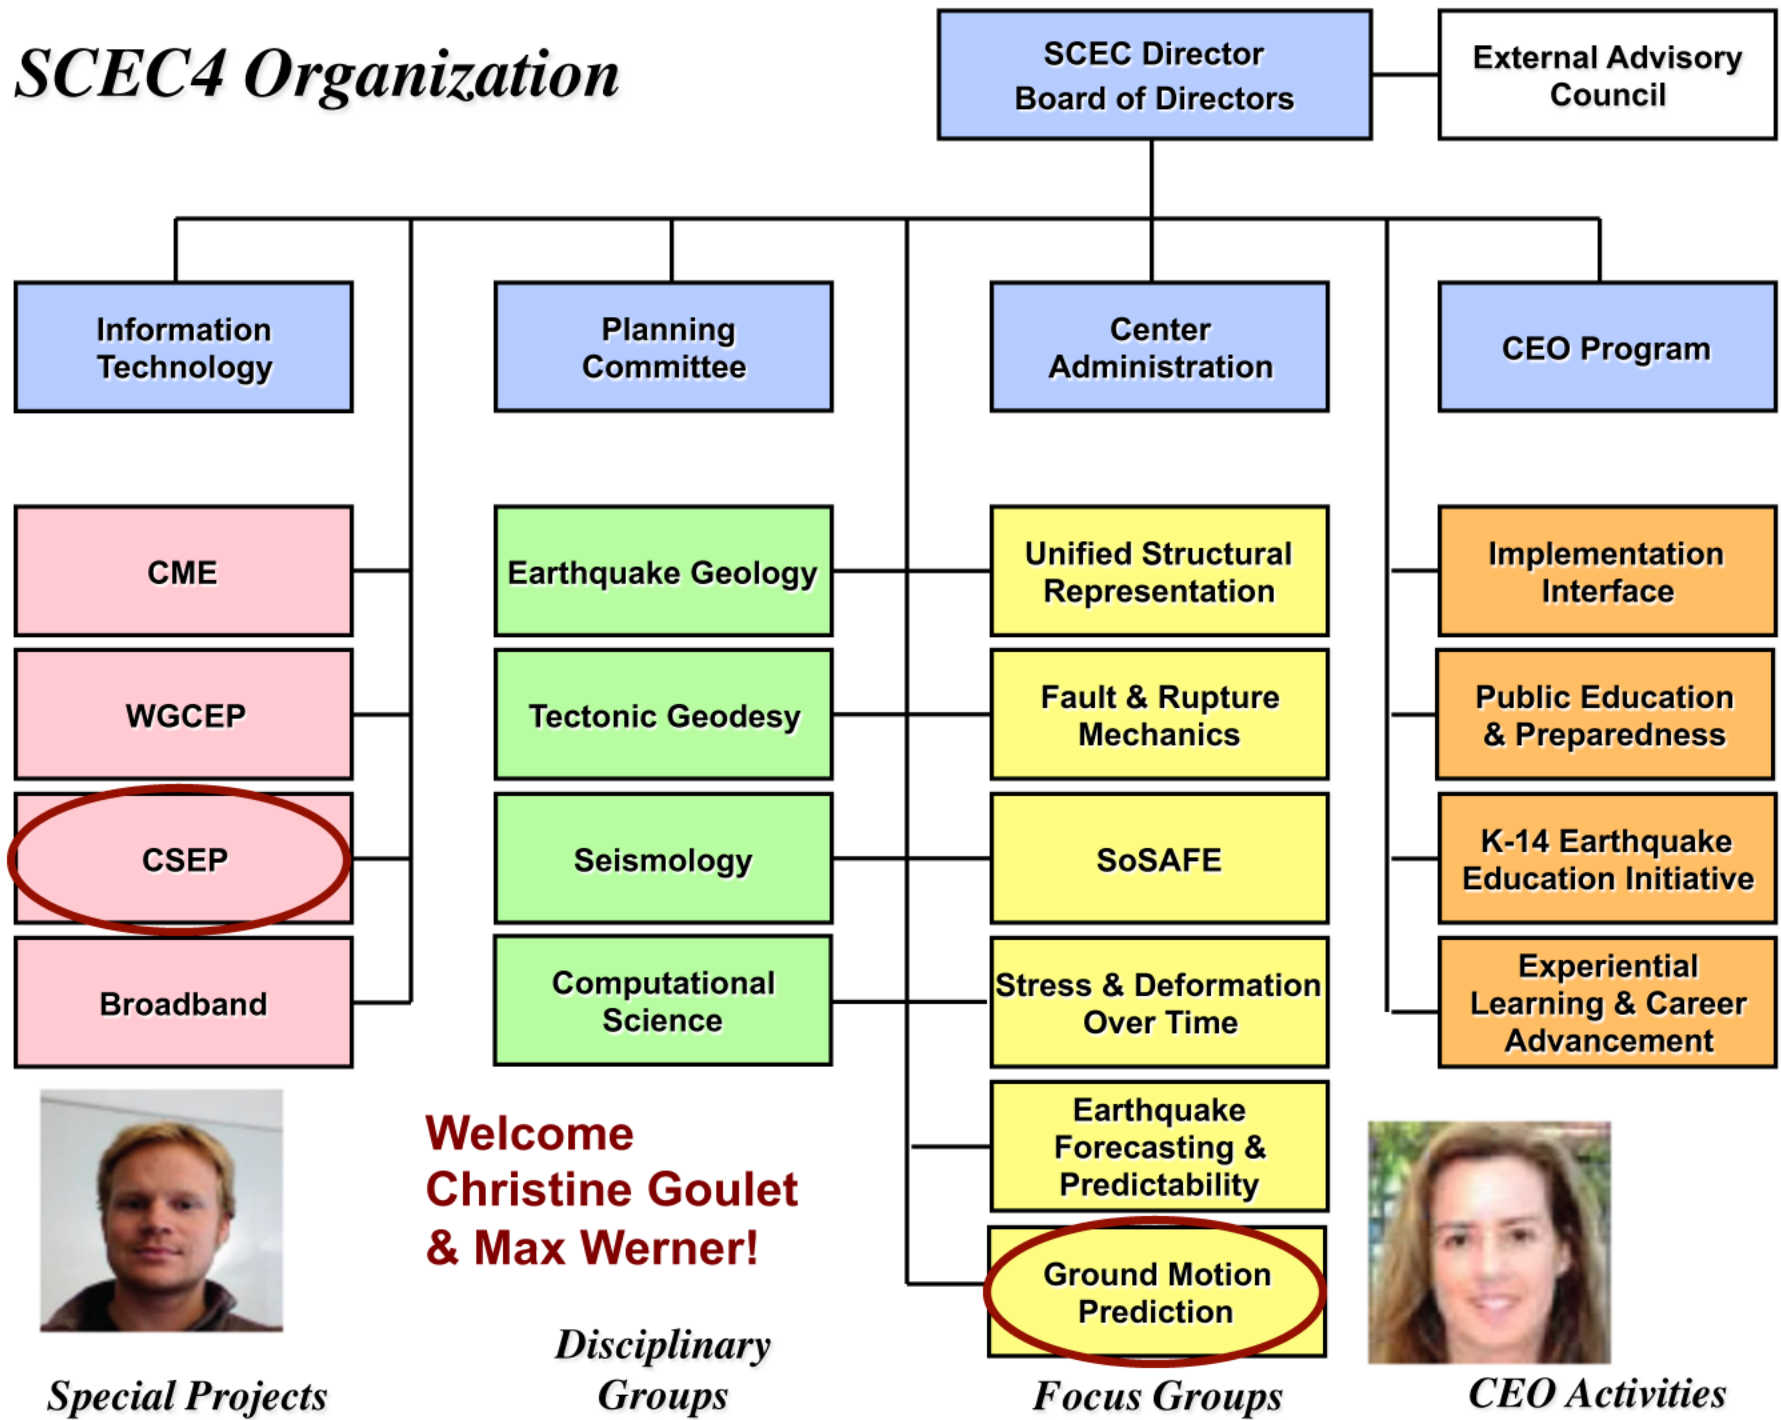 SCEC4 Organization
SCEC Director
Board of Directors
External Advisory
Council
Information
Technology
Planning
Committee
Center
Administration
CEO Program
CME
WGCEP
CSEP
Broadband
Earthquake Geology
Tectonic Geodesy
Seismology
Computational
Science
Unified Structural
Representation
Fault & Rupture
Mechanics
SoSAFE
Stress & Deformation
Over Time
Earthquake
Forecasting &
Predictability
Ground Motion
Prediction
Implementation
Interface
Public Education
& Preparedness
K-14 Earthquake
Education Initiative
Experiential
Learning & Career
Advancement
Welcome
Christine Goulet
& Max Werner!
Special Projects
Disciplinary
Groups
Focus Groups
CEO Activities